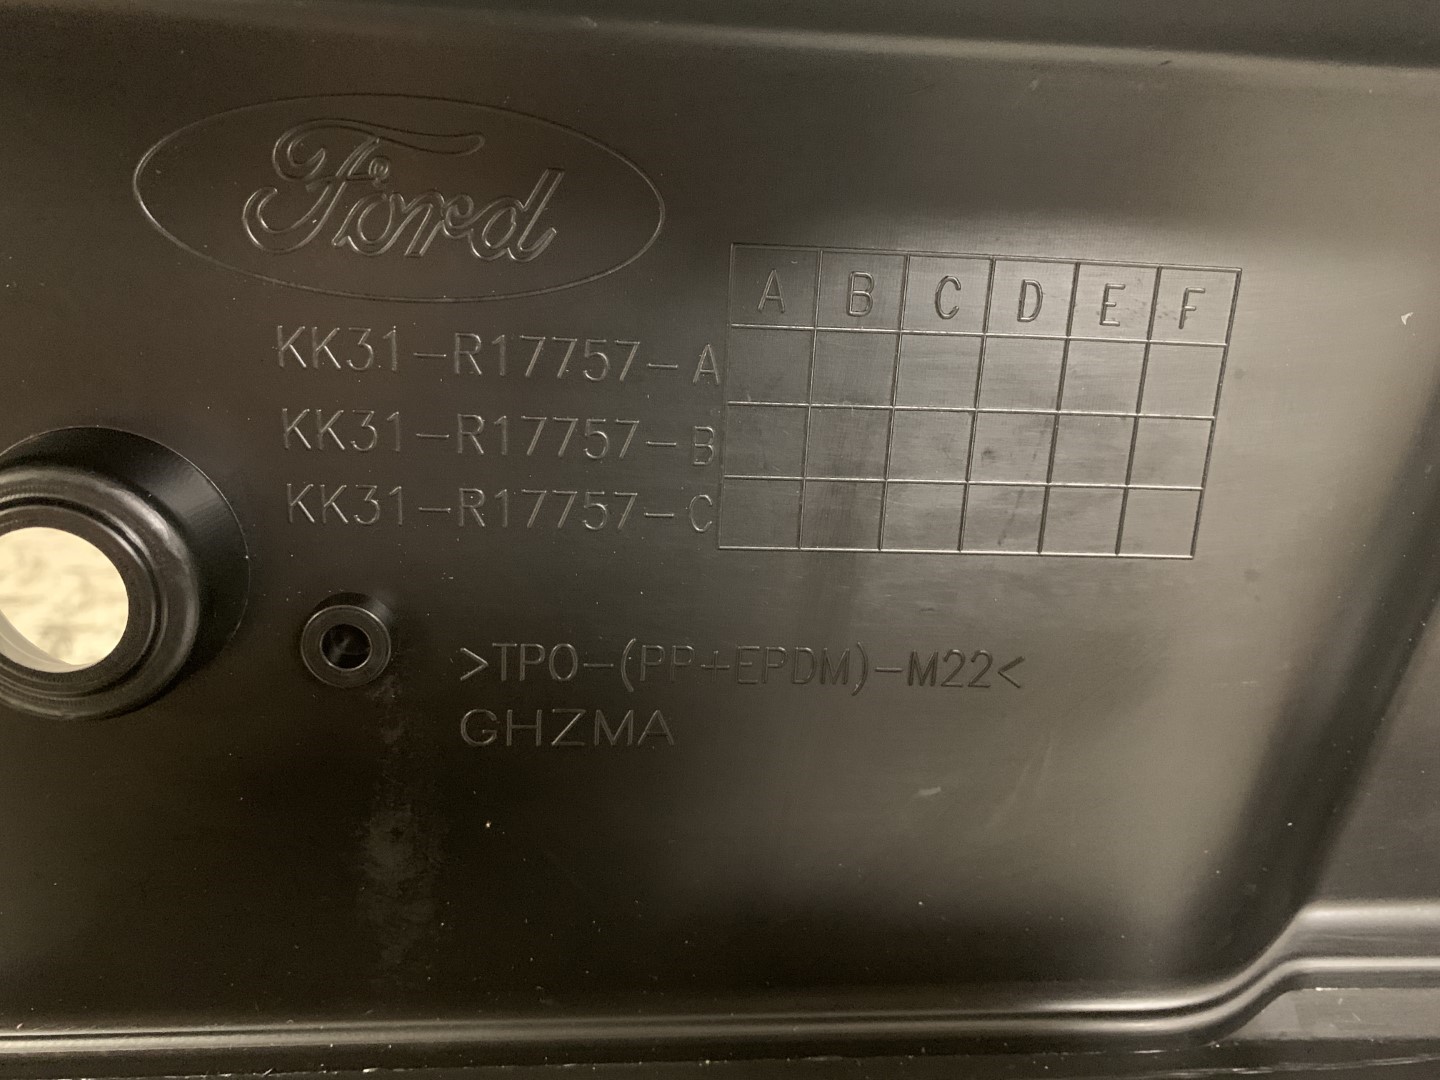 Ford
A B C D E F
KK31-R17757-A
KK31-R17757-B
KK31-R17757-C
>TPO-(PP+EPDM)-M22<
GHZMA